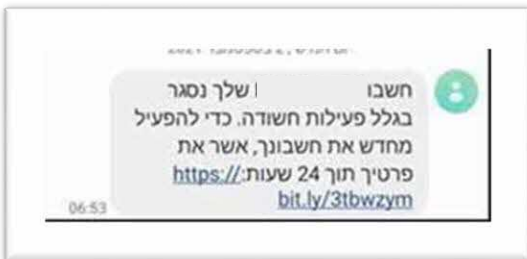 חשבו שלך נסגר
בגלל פעילות חשודה. כדי להפעיל
מחדש את חשבונך, אשר את
פרטיך תוך 24 שעות:https://
bit.ly/3tbwzym
06:53